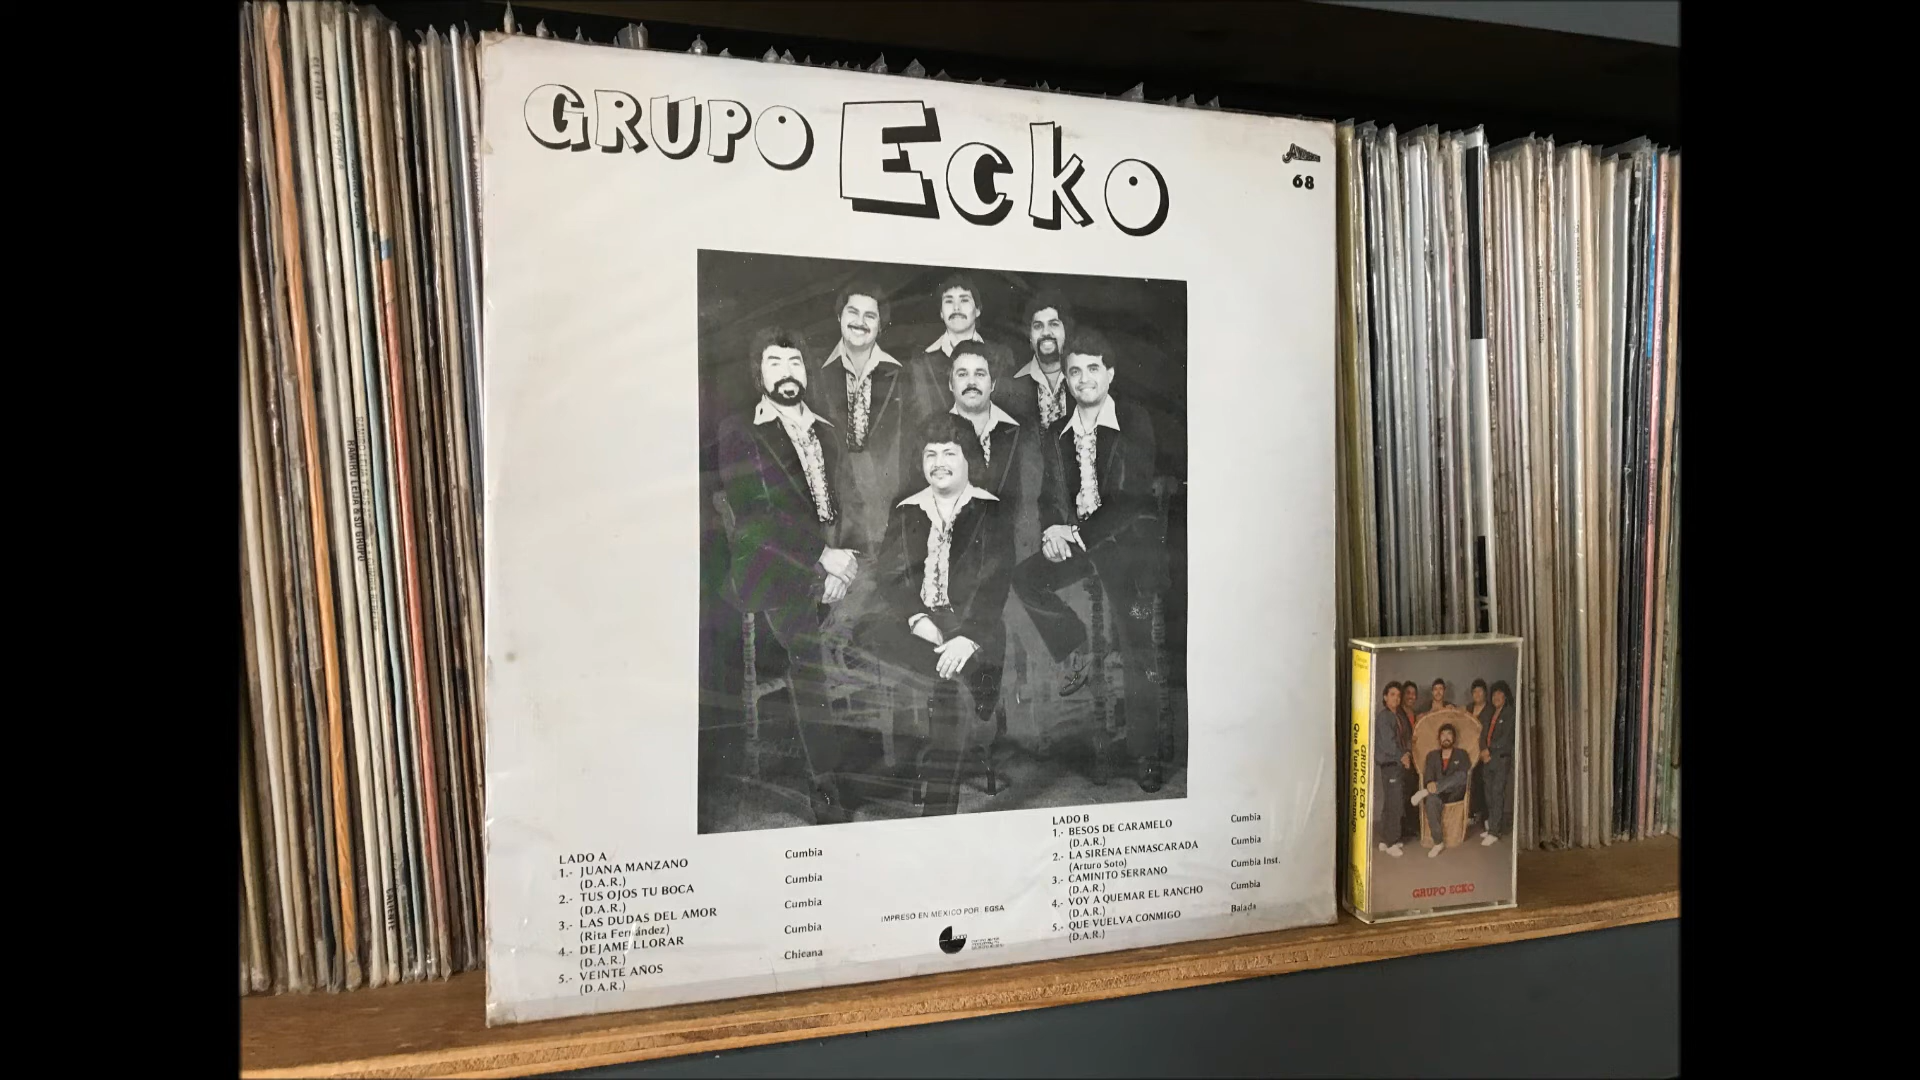 GRUPO ECKO
68
LADO A
1.- JUANA MANZANO Cumbia
(D.A.R.)
2.- TUS OJOS TU BOCA Cumbia
(D.A.R.)
3.- LAS DUDAS DEL AMOR Cumbia
(Rita Fernández)
4.- DEJAME LLORAR Cumbia
(D.A.R.)
5.- VEINTE AÑOS Chicana
(D.A.R.)
IMPRESO EN MEXICO POR EGSA
LADO B
1.- BESOS DE CARAMELO Cumbia
(D.A.R.)
2.- LA SIRENA ENMASCARADA Cumbia
(Arturo Soto)
3.- CAMINITO SERRANO Cumbia Inst.
(D.A.R.)
4.- VOY A QUEMAR EL RANCHO Cumbia
(D.A.R.)
5.- QUE VUELVA CONMIGO Balada
(D.A.R.)
GRUPO ECKO
Que Vuelva Conmigo
GRUPO ECKO
RAMIRO LEIJA & SU GRUPO
CALIENTE